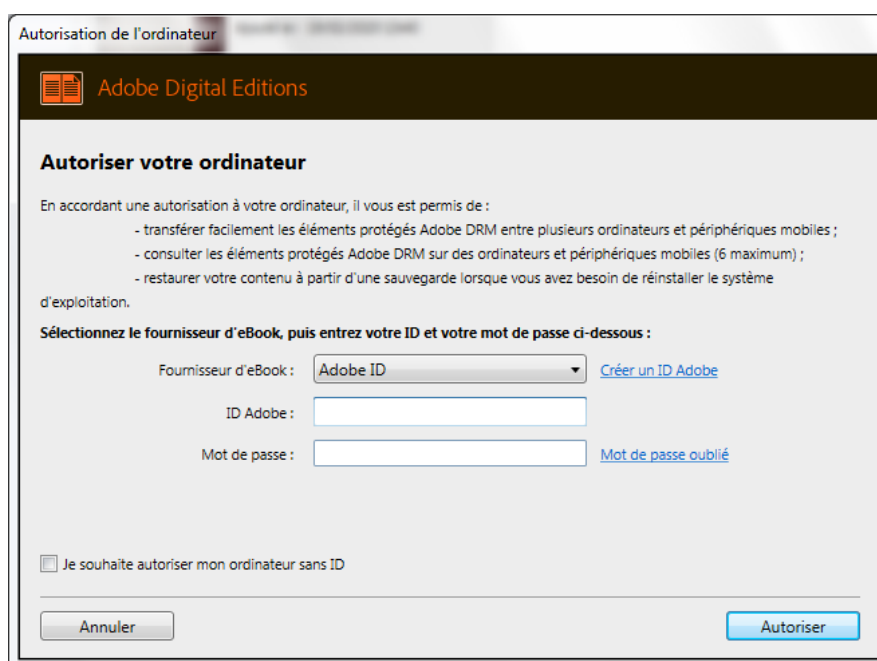 Autorisation de l'ordinateur
Adobe Digital Editions
Autoriser votre ordinateur
En accordant une autorisation à votre ordinateur, il vous est permis de :
- transférer facilement les éléments protégés Adobe DRM entre plusieurs ordinateurs et périphériques mobiles ;
- consulter les éléments protégés Adobe DRM sur des ordinateurs et périphériques mobiles (6 maximum) ;
- restaurer votre contenu à partir d'une sauvegarde lorsque vous avez besoin de réinstaller le système
d'exploitation.
Sélectionnez le fournisseur d'eBook, puis entrez votre ID et votre mot de passe ci-dessous :
Fournisseur d'eBook : Adobe ID Créer un ID Adobe
ID Adobe :
Mot de passe : Mot de passe oublié
Je souhaite autoriser mon ordinateur sans ID
Annuler Autoriser